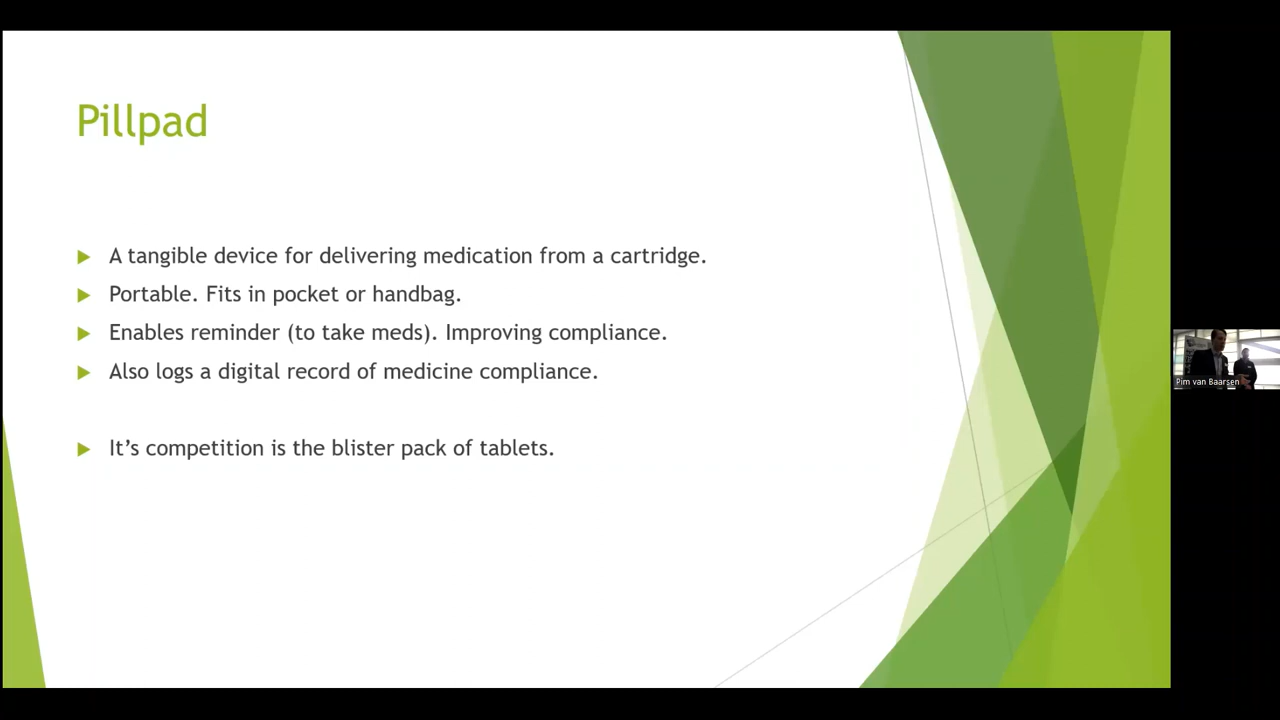 Pillpad
A tangible device for delivering medication from a cartridge.
Portable. Fits in pocket or handbag.
Enables reminder (to take meds). Improving compliance.
Also logs a digital record of medicine compliance.
It's competition is the blister pack of tablets.
Pim van Baarsen